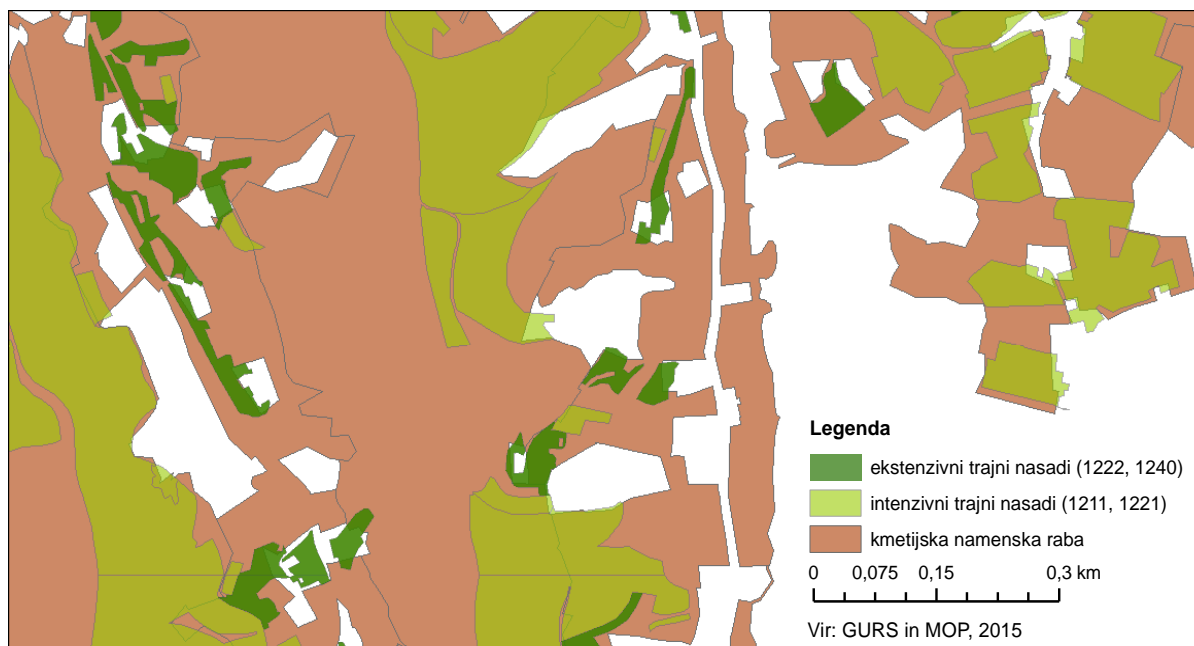 Legenda
ekstenzivni trajni nasadi (1222, 1240)
intenzivni trajni nasadi (1211, 1221)
kmetijska namenska raba
0 0,075 0,15 0,3 km
Vir: GURS in MOP, 2015